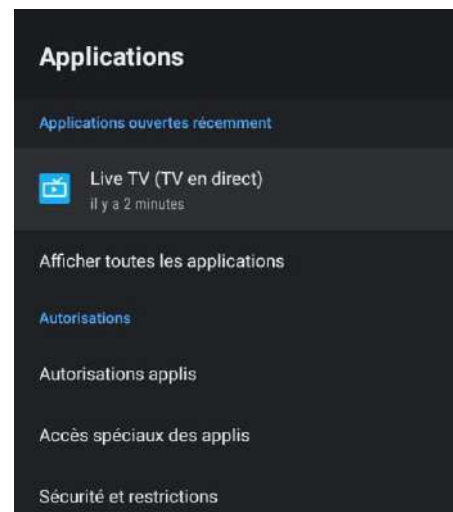 Applications
Applications ouvertes récemment
Live TV (TV en direct)
il y a 2 minutes
Afficher toutes les applications
Autorisations
Autorisations applis
Accès spéciaux des applis
Sécurité et restrictions